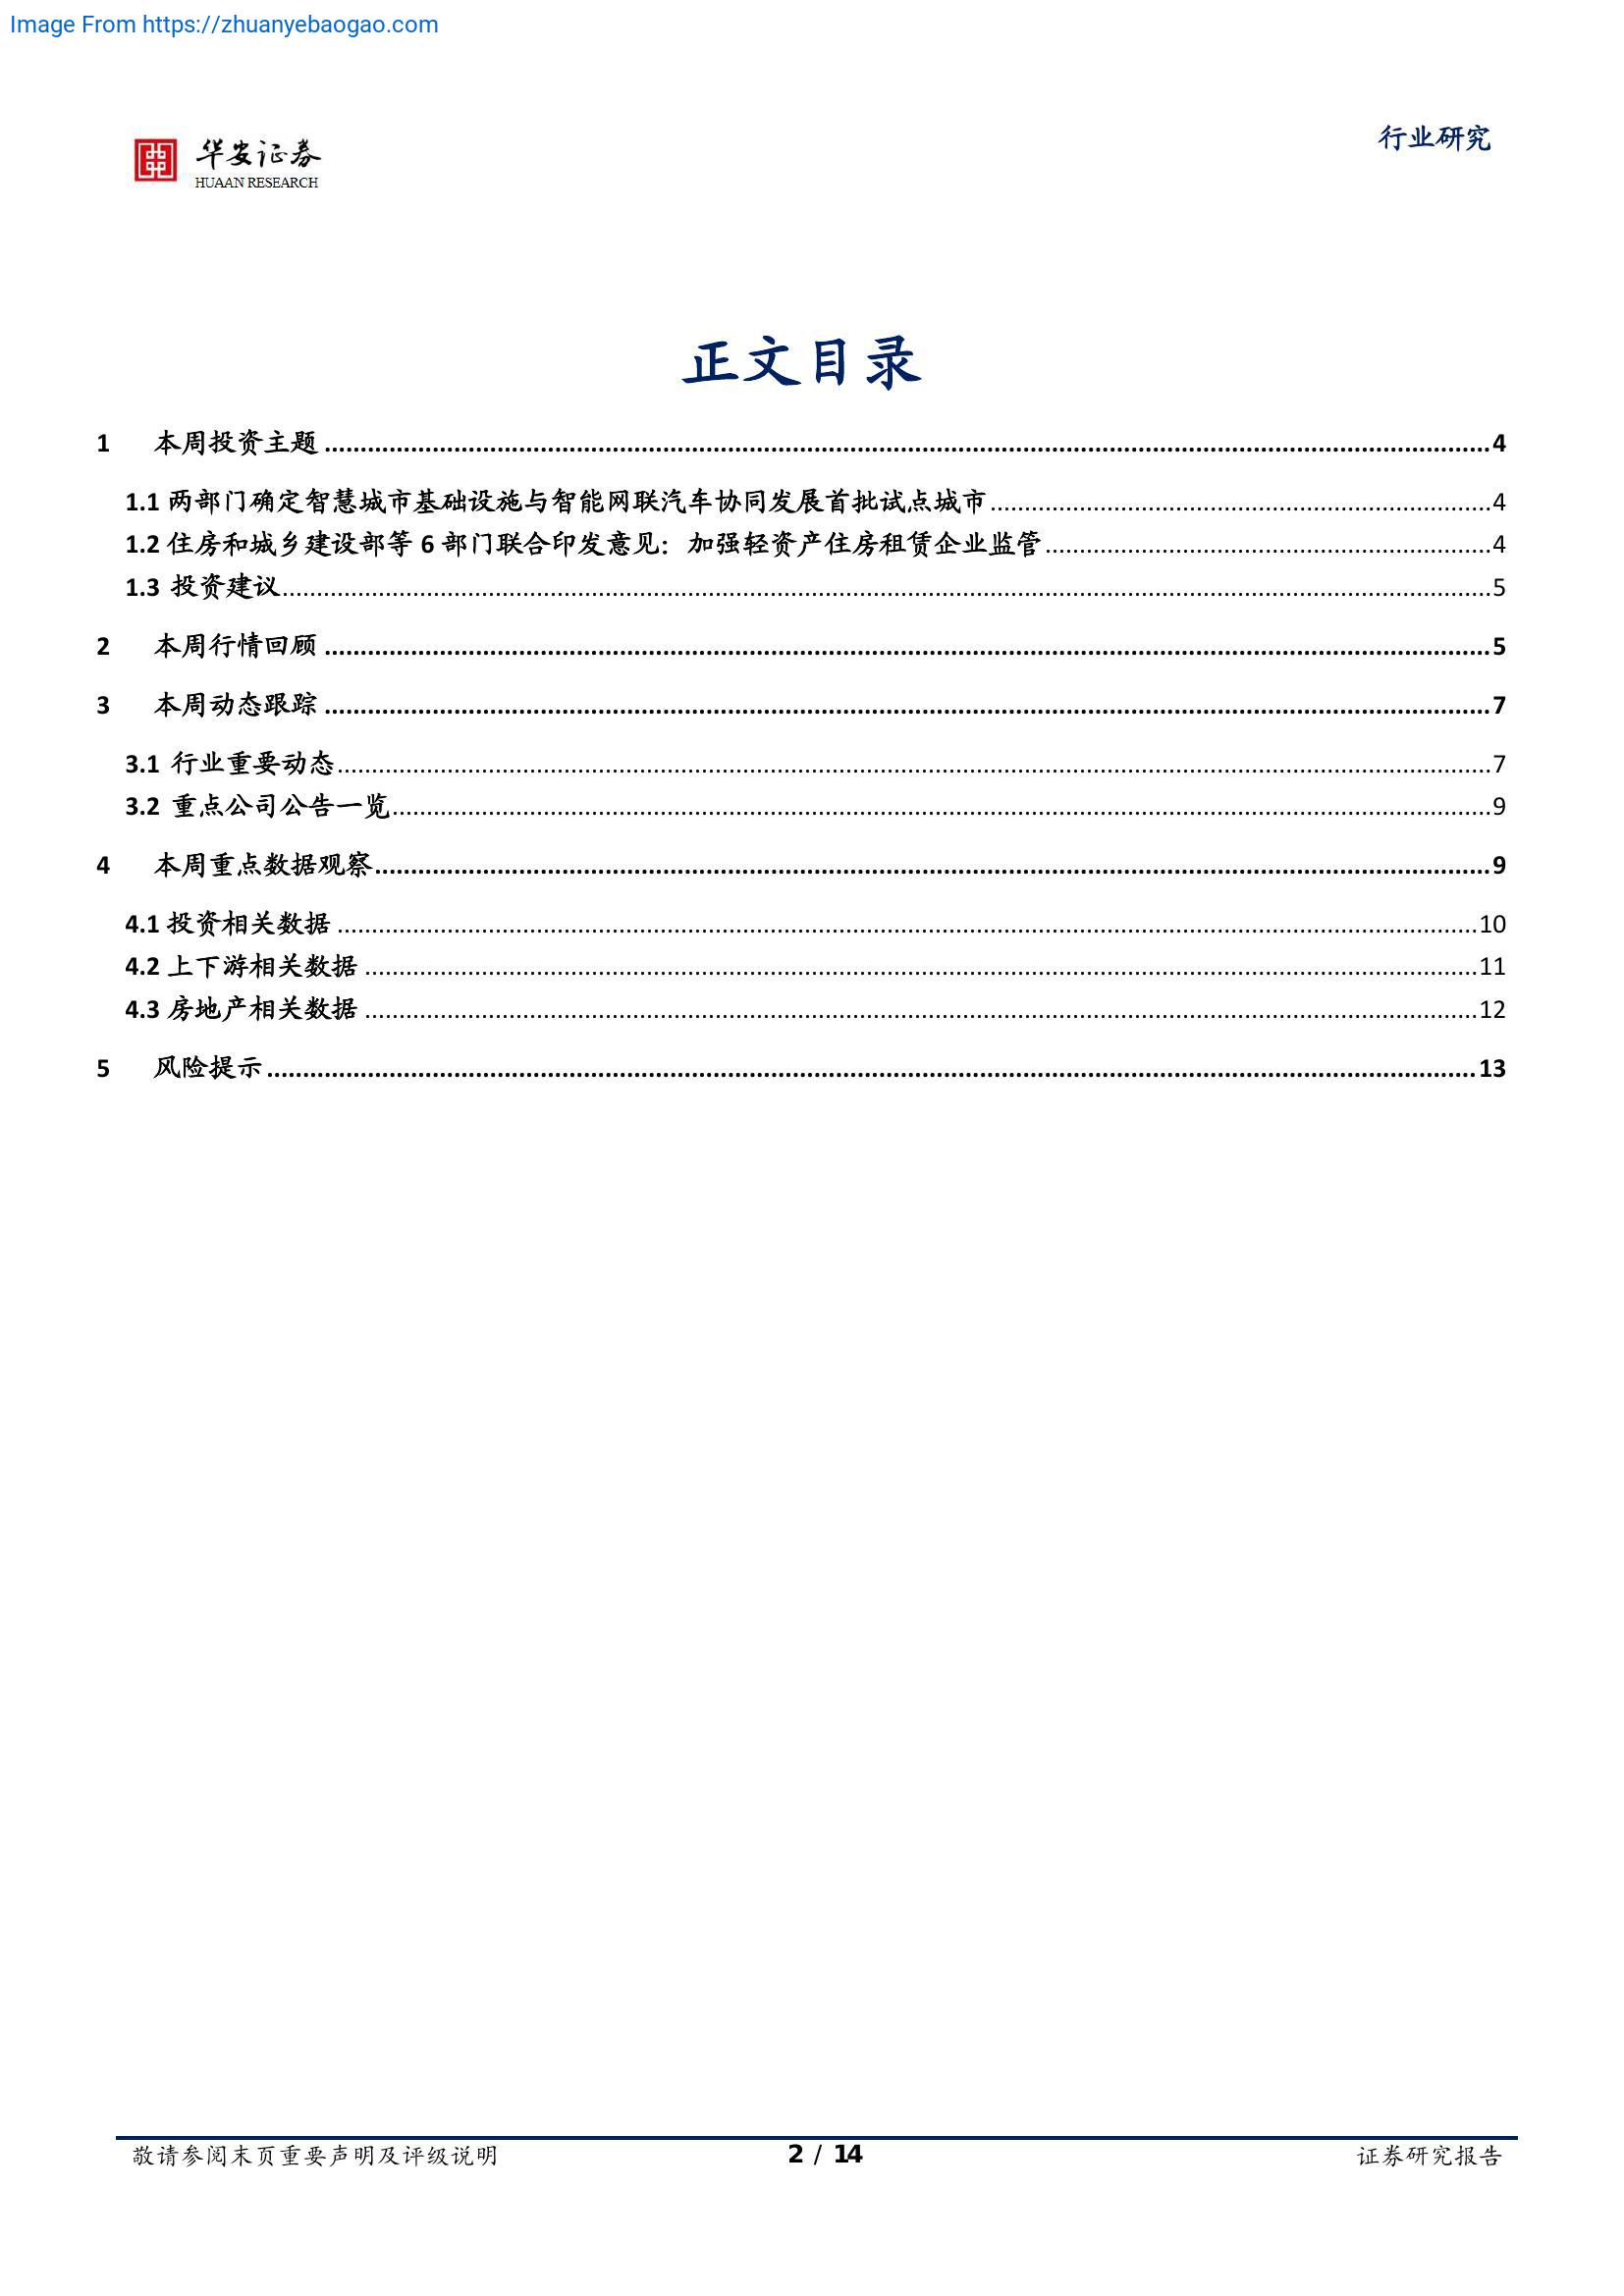 Image From https://zhuanyebaogao.com
华安证券
HUAAN RESEARCH
行业研究
正文目录
1 本周投资主题 4
1.1 两部门确定智慧城市基础设施与智能网联汽车协同发展首批试点城市 4
1.2 住房和城乡建设部等 6 部门联合印发意见：加强轻资产住房租赁企业监管 4
1.3 投资建议 5
2 本周行情回顾 5
3 本周动态跟踪 7
3.1 行业重要动态 7
3.2 重点公司公告一览 9
4 本周重点数据观察 9
4.1 投资相关数据 10
4.2 上下游相关数据 11
4.3 房地产相关数据 12
5 风险提示 13
敬请参阅末页重要声明及评级说明 2 / 14 证券研究报告